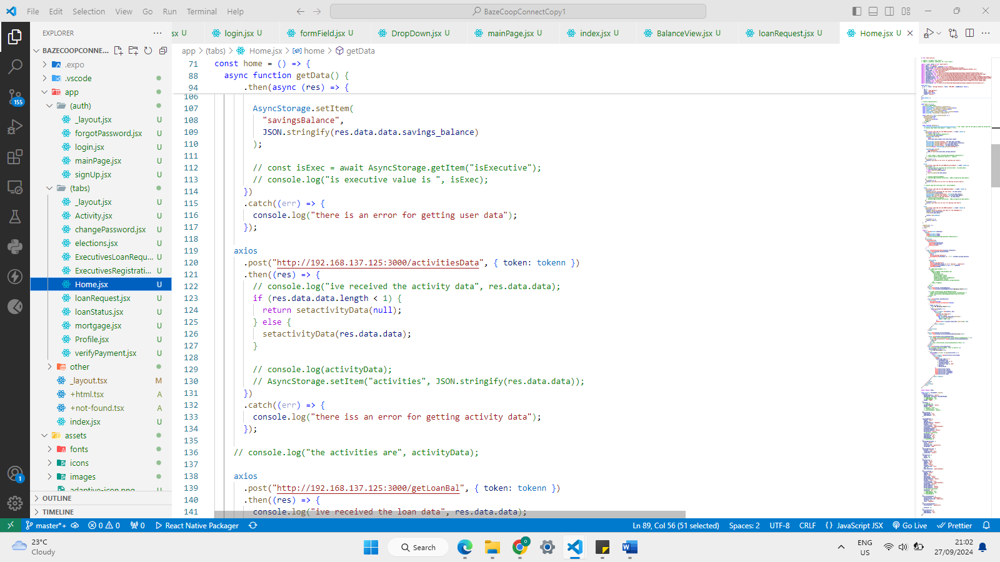 File Edit Selection View Go Run Terminal Help
BazeCoopConnectCopy1
EXPLORER
.jsx U
login.jsx U
formField.jsx U
DropDown.jsx U
mainPage.jsx U
index.jsx U
BalanceView.jsx U
loanRequest.jsx U
Home.jsx U
app > (tabs) > Home.jsx > home > getData
BAZECOOPCONNE...
.expo
.vscode
app
(auth)
_layout.jsx U
forgotPassword.jsx U
login.jsx U
mainPage.jsx U
signUp.jsx U
(tabs)
_layout.jsx U
Activity.jsx U
changePassword.jsx U
elections.jsx U
ExecutivesLoanRequ... U
ExecutivesRegistrati... U
Home.jsx U
loanRequest.jsx U
loanStatus.jsx U
mortgage.jsx U
Profile.jsx U
verifyPayment.jsx U
other
_layout.tsx M
+html.tsx A
+not-found.tsx A
index.jsx U
assets
fonts
icons
images
adaptive-icon.png U
OUTLINE
TIMELINE
155
1
71 const home = () => {
88 async function getData() {
94 .then(async (res) => {
106
107 AsyncStorage.setItem(
108 "savingsBalance",
109 JSON.stringify(res.data.data.savings_balance)
110 );
111
112 // const isExec = await AsyncStorage.getItem("isExecutive");
113 // console.log("is executive value is ", isExec);
114 })
115 .catch((err) => {
116 console.log("there is an error for getting user data");
117 });
118
119 axios
120 .post("http://192.168.137.125:3000/activitiesData", { token: tokenn })
121 .then((res) => {
122 // console.log("ive received the activity data", res.data.data);
123 if (res.data.data.length < 1) {
124 return setactivityData(null);
125 } else {
126 setactivityData(res.data.data);
127 }
128
129 // console.log(activityData);
130 // AsyncStorage.setItem("activities", JSON.stringify(res.data.data));
131 })
132 .catch((err) => {
133 console.log("there iss an error for getting activity data");
134 });
135
136 // console.log("the activities are", activityData);
137
138 axios
139 .post("http://192.168.137.125:3000/getLoanBal", { token: tokenn })
140 .then((res) => {
141 console.log("ive received the loan data", res.data.data);
master*+ 0 0 0 React Native Packager Ln 89, Col 56 (51 selected) Spaces: 2 UTF-8 CRLF {} JavaScript JSX Go Live Prettier
23°C
Cloudy
Search
ENG
US
21:02
27/09/2024